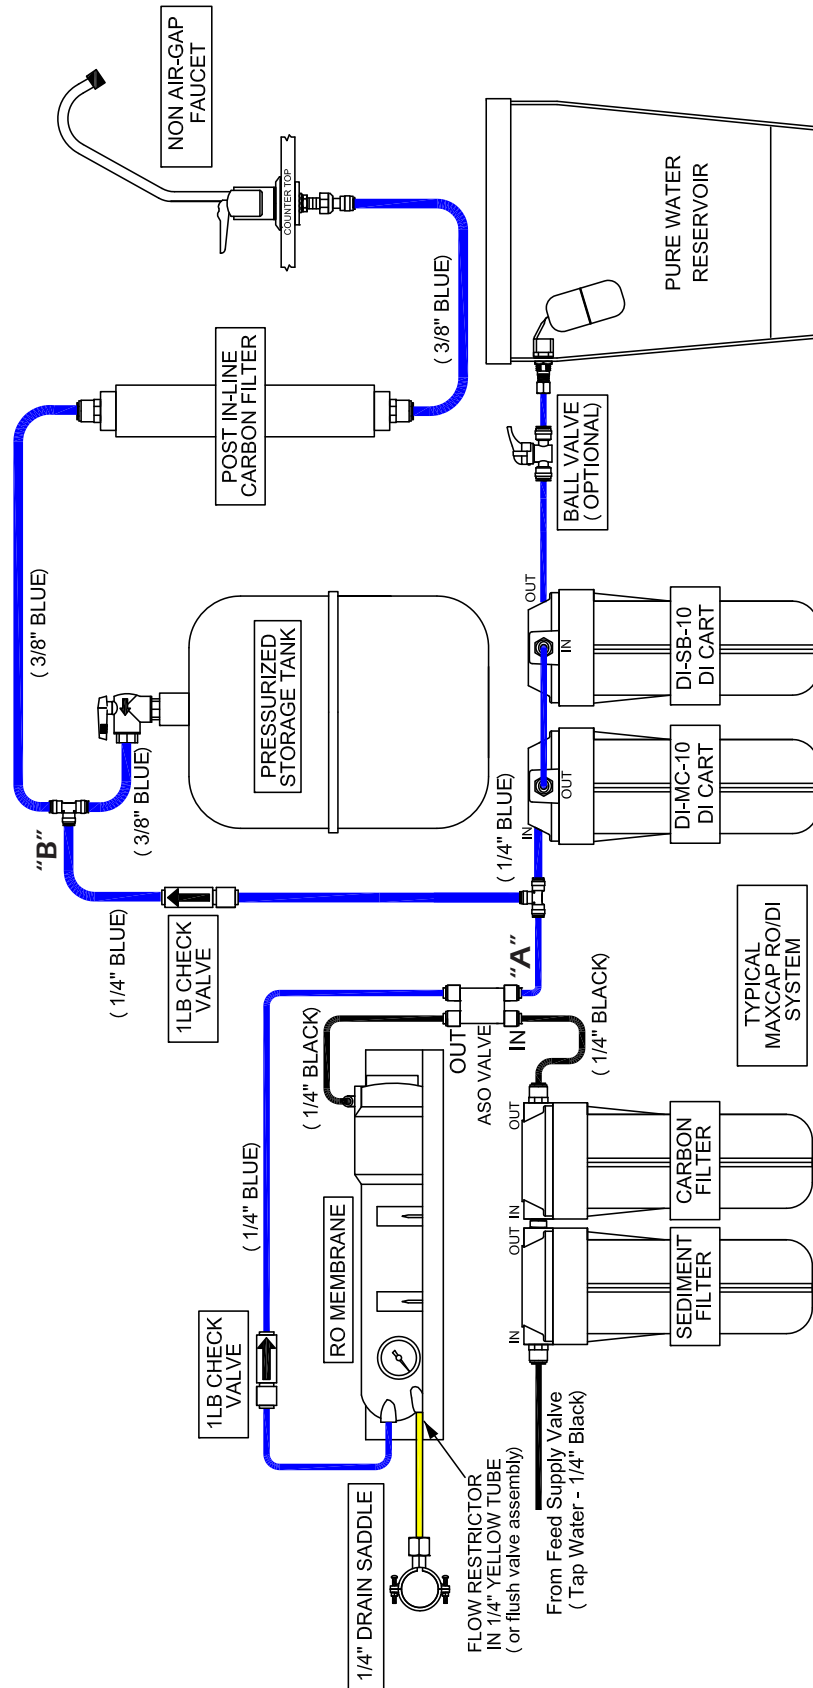 1/4" DRAIN SADDLE
FLOW RESTRICTOR
IN 1/4" YELLOW TUBE
( or flush valve assembly)
From Feed Supply Valve
( Tap Water - 1/4" Black)
1LB CHECK
VALVE
( 1/4" BLUE)
RO MEMBRANE
( 1/4" BLACK)
IN
OUT
SEDIMENT
FILTER
IN
OUT
CARBON
FILTER
OUT
IN
ASO VALVE
( 1/4" BLACK)
"A"
TYPICAL
MAXCAP RO/DI
SYSTEM
1LB CHECK
VALVE
( 1/4" BLUE)
"B"
( 3/8" BLUE)
( 1/4" BLUE)
( 3/8" BLUE)
PRESSURIZED
STORAGE TANK
IN
OUT
DI-MC-10
DI CART
IN
OUT
DI-SB-10
DI CART
BALL VALVE
( OPTIONAL)
POST IN-LINE
CARBON FILTER
( 3/8" BLUE)
COUNTER TOP
NON AIR-GAP
FAUCET
PURE WATER
RESERVOIR